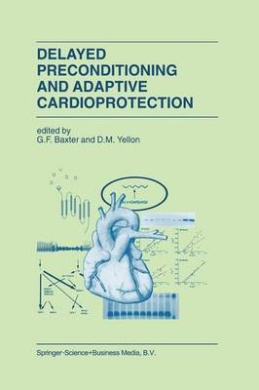 DELAYED
PRECONDITIONING
AND ADAPTIVE
CARDIOPROTECTION
edited by
G.F. Baxter and D.M. Yellon
Springer-Science+Business Media, B.V.